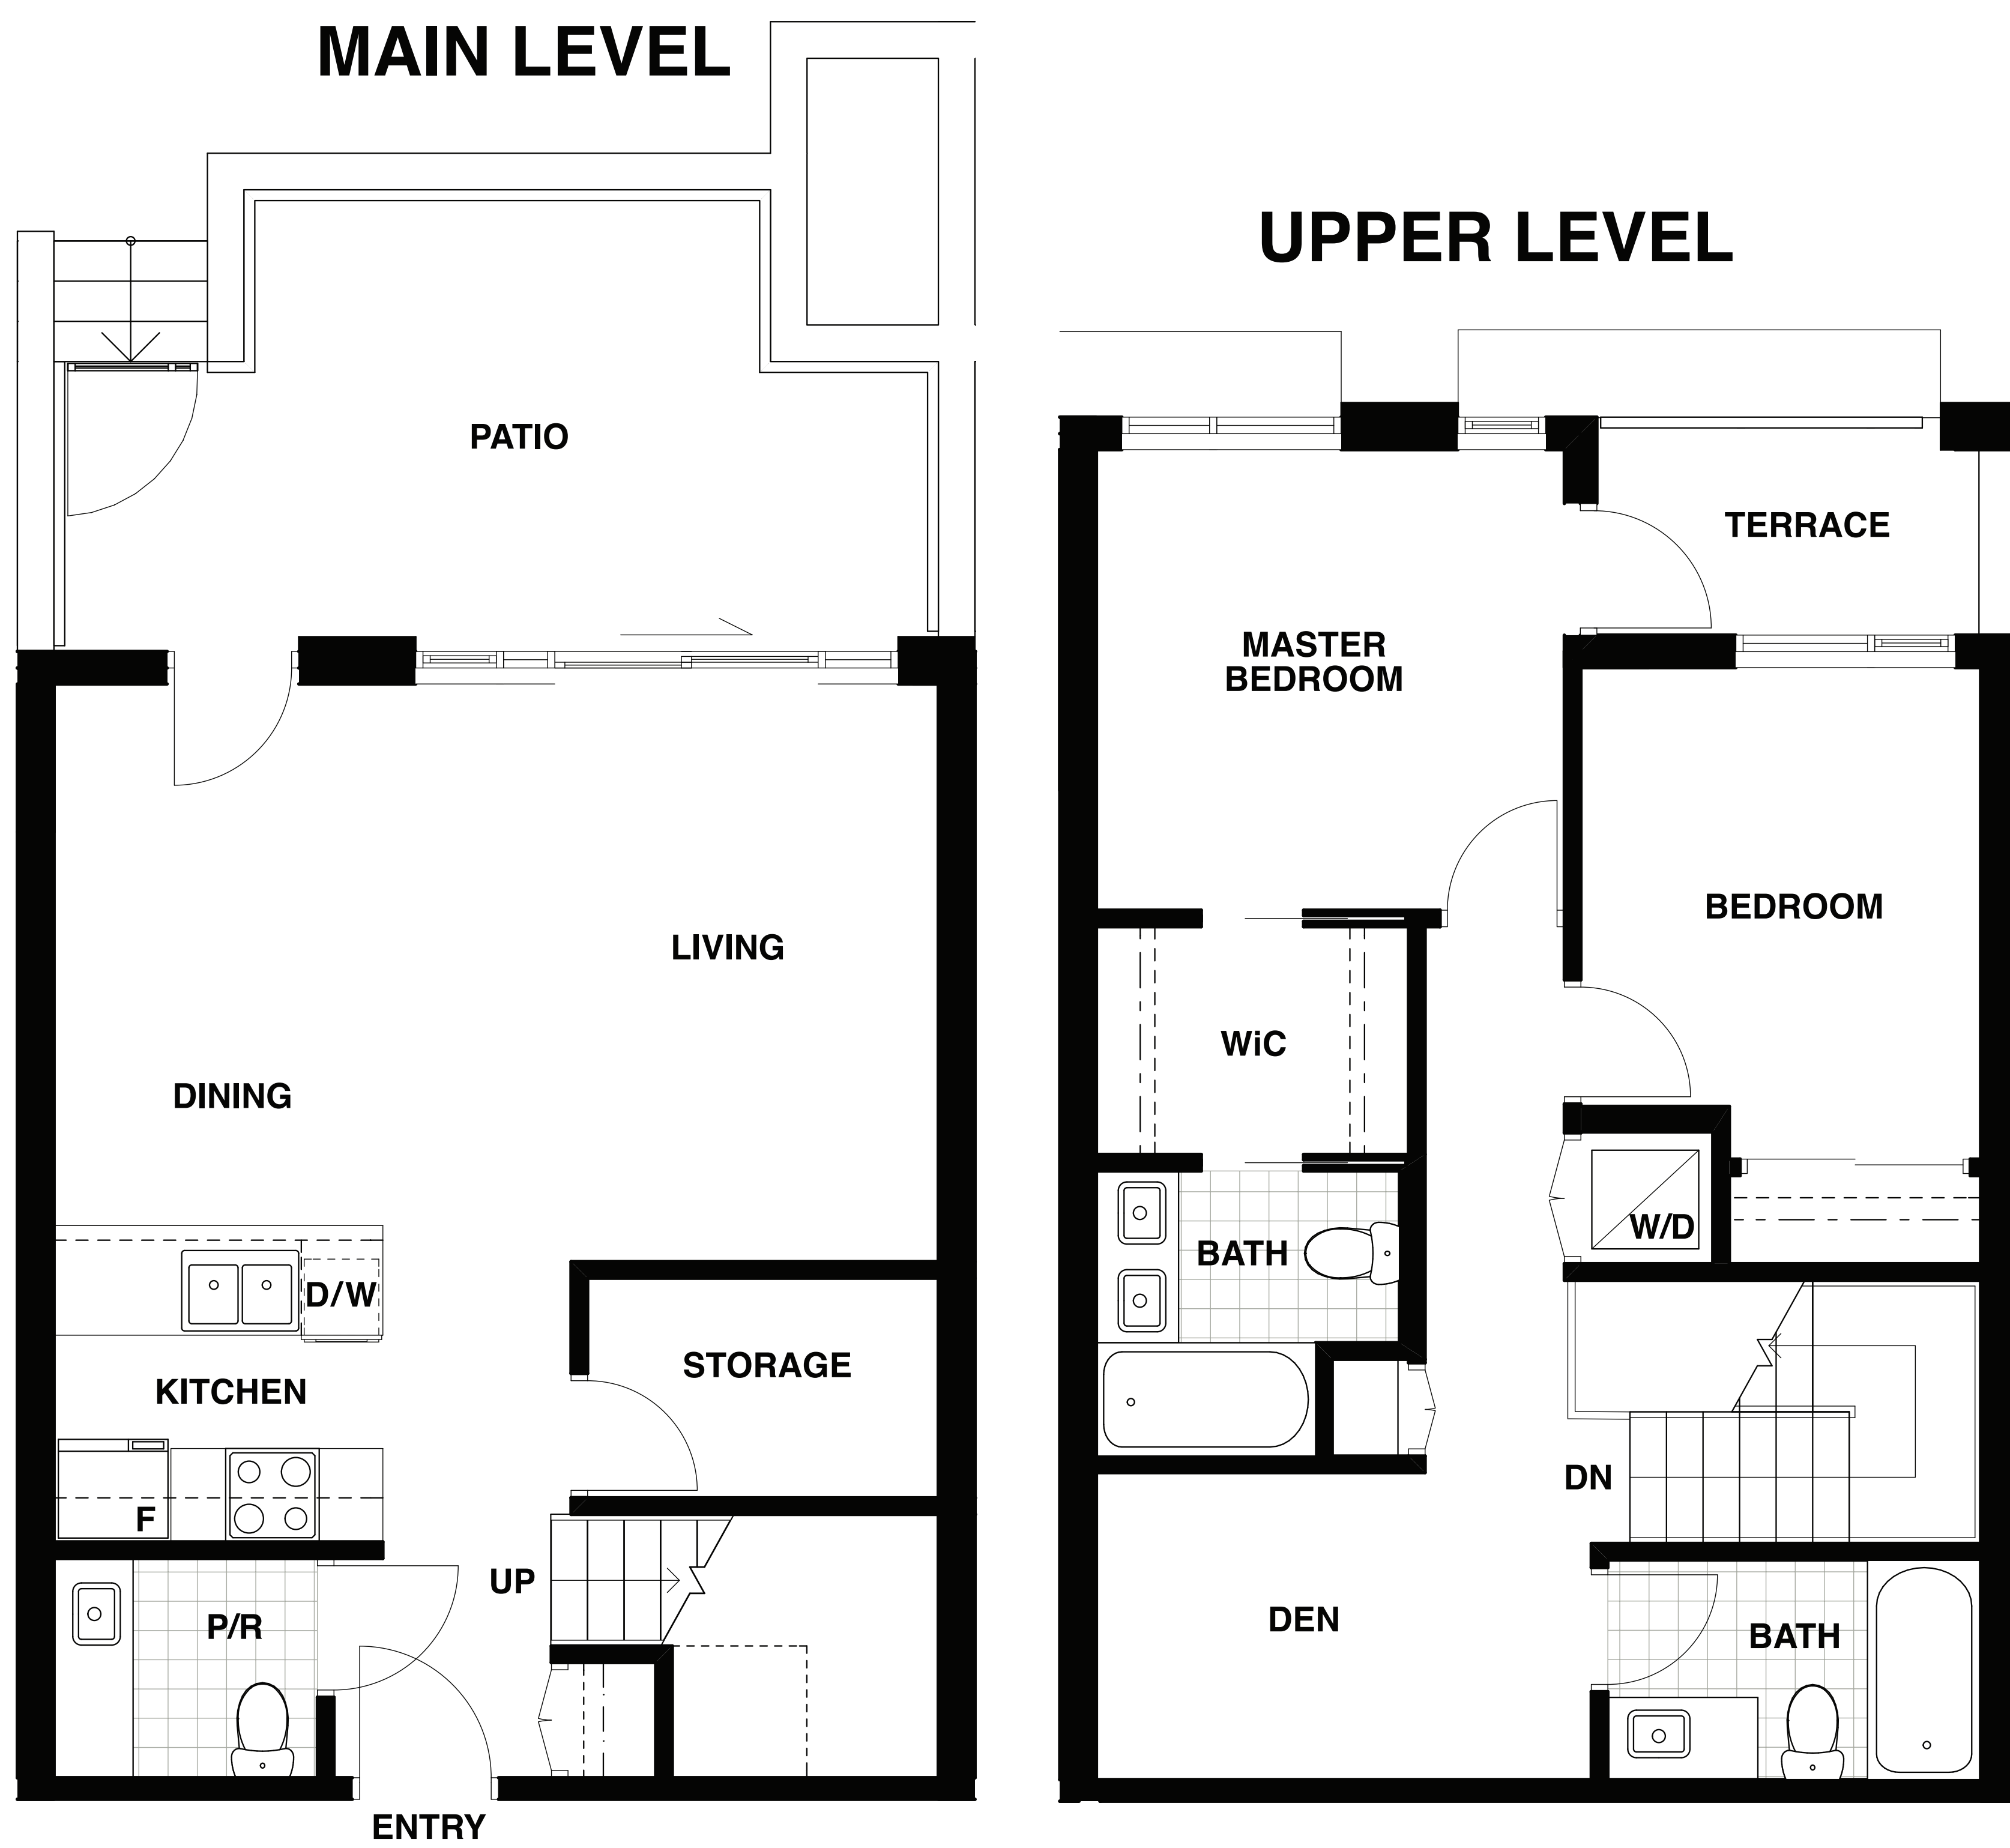 MAIN LEVEL
PATIO
LIVING
DINING
D/W
STORAGE
KITCHEN
F
UP
P/R
ENTRY
UPPER LEVEL
TERRACE
MASTER
BEDROOM
BEDROOM
WiC
W/D
BATH
DN
DEN
BATH